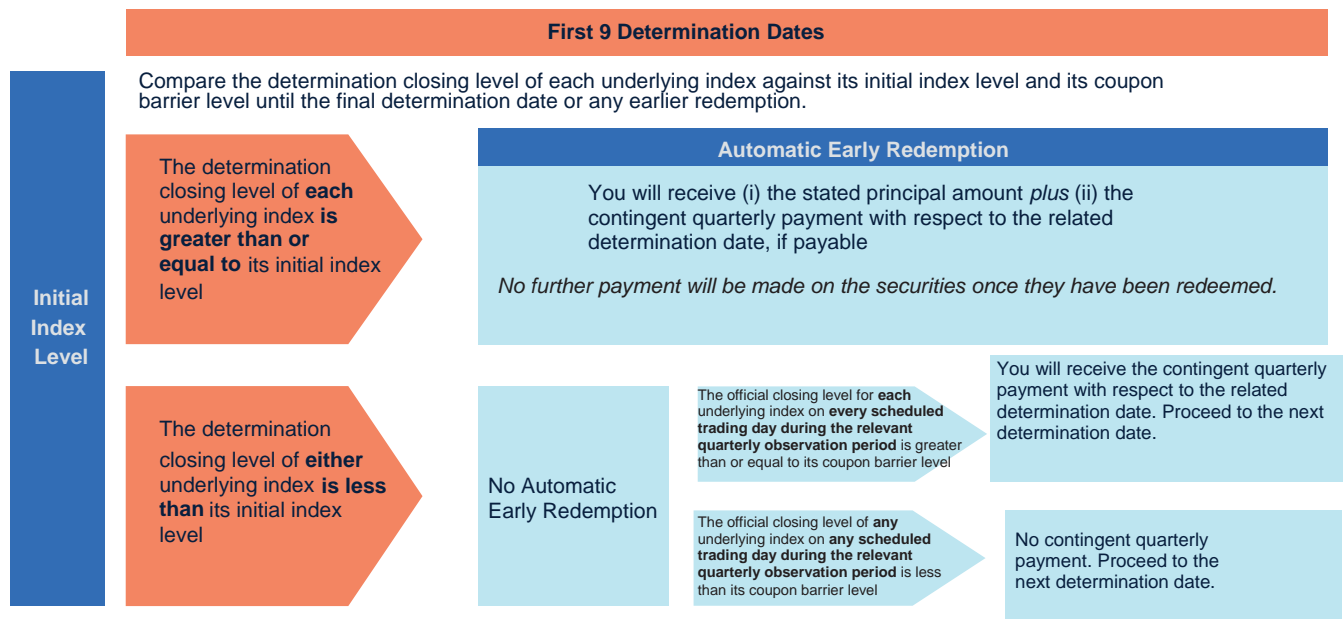 First 9 Determination Dates
Compare the determination closing level of each underlying index against its initial index level and its coupon
barrier level until the final determination date or any earlier redemption.
Initial
Index
Level
The determination
closing level of each
underlying index is
greater than or
equal to its initial index
level
Automatic Early Redemption
You will receive (i) the stated principal amount plus (ii) the
contingent quarterly payment with respect to the related
determination date, if payable
No further payment will be made on the securities once they have been redeemed.
The determination
closing level of either
underlying index is less
than its initial index
level
No Automatic
Early Redemption
The official closing level for each
underlying index on every scheduled
trading day during the relevant
quarterly observation period is greater
than or equal to its coupon barrier level
You will receive the contingent quarterly
payment with respect to the related
determination date. Proceed to the next
determination date.
The official closing level of any
underlying index on any scheduled
trading day during the relevant
quarterly observation period is less
than its coupon barrier level
No contingent quarterly
payment. Proceed to the
next determination date.